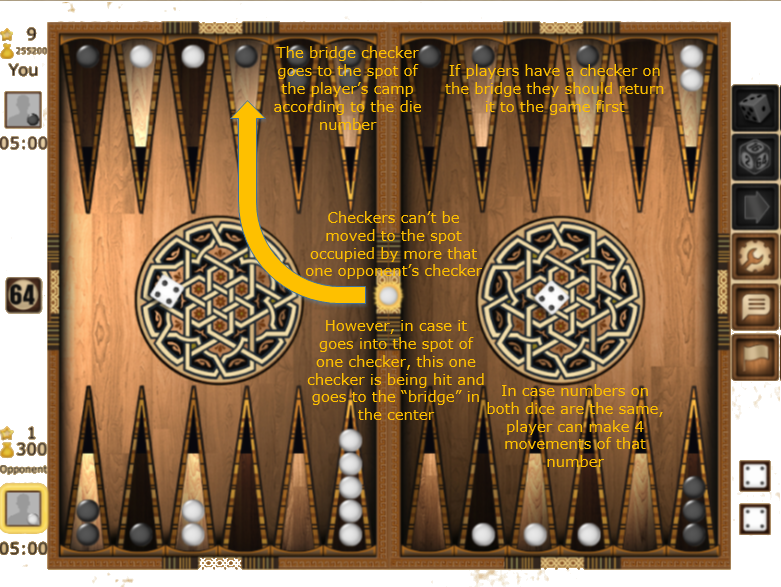 9
255200
You
05:00
The bridge checker
goes to the spot of
the player's camp
according to the die
number
If players have a checker on
the bridge they should return
it to the game first
Checkers can't be
moved to the spot
occupied by more that
one opponent's checker
64
However, in case it
goes into the spot of
one checker, this one
checker is being hit and
goes to the “bridge” in
the center
In case numbers on
both dice are the same,
player can make 4
movements of that
number
1
300
Opponent
05:00